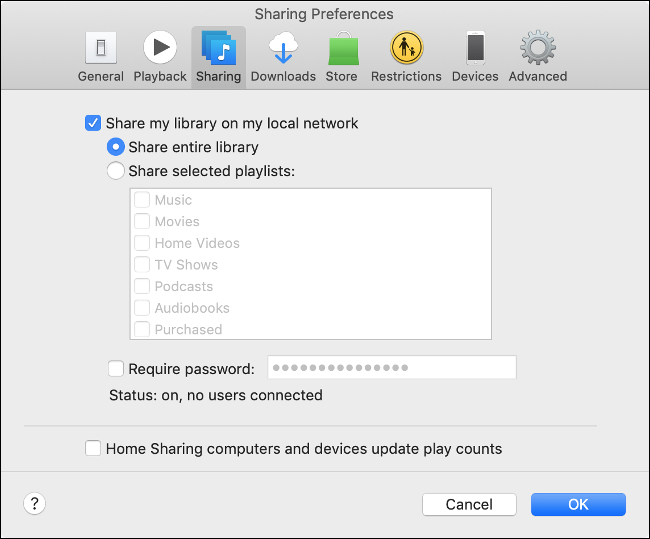 Sharing Preferences
General Playback Sharing Downloads Store Restrictions Devices Advanced
Share my library on my local network
Share entire library
Share selected playlists:
Music
Movies
Home Videos
TV Shows
Podcasts
Audiobooks
Purchased
Require password: ●●●●●●●●●●●●●●●
Status: on, no users connected
Home Sharing computers and devices update play counts
? Cancel OK